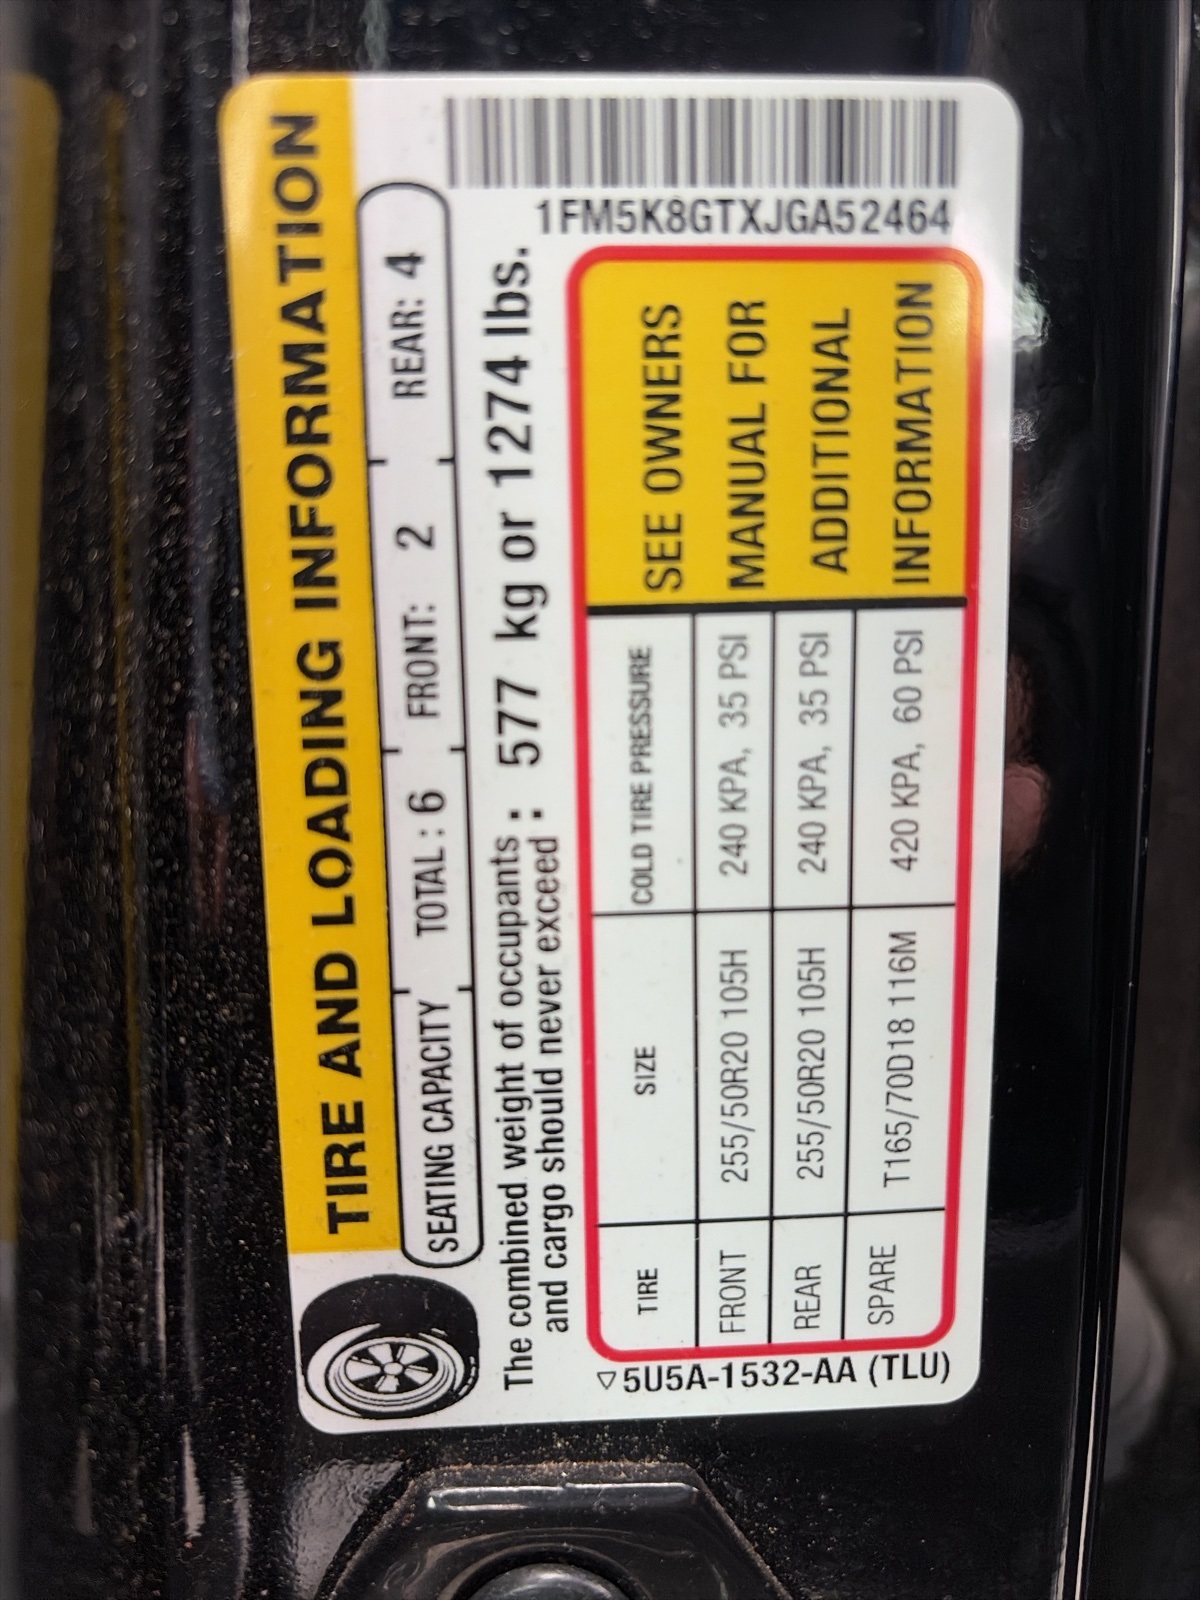 TIRE AND LOADING INFORMATION
SEATING CAPACITY TOTAL : 6 FRONT: 2 REAR: 4
The combined weight of occupants : 577 kg or 1274 lbs.
and cargo should never exceed :
TIRE SIZE COLD TIRE PRESSURE
FRONT 255/50R20 105H 240 KPA, 35 PSI
REAR 255/50R20 105H 240 KPA, 35 PSI
SPARE T165/70D18 116M 420 KPA, 60 PSI
SEE OWNERS
MANUAL FOR
ADDITIONAL
INFORMATION
5U5A-1532-AA (TLU)
1FM5K8GTXJGA52464